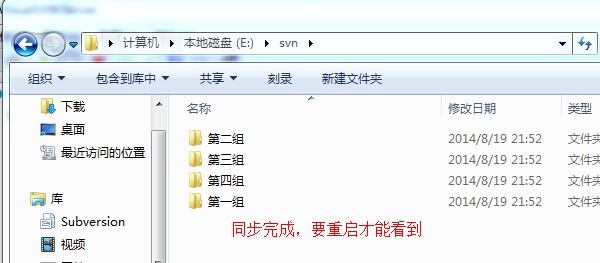 计算机 ▸ 本地磁盘 (E:) ▸ svn ▸
组织 包含到库中 共享 刻录 新建文件夹
下载
桌面
最近访问的位置
库
Subversion
视频
名称 修改日期 类型
第二组 2014/8/19 21:52 文件夹
第三组 2014/8/19 21:52 文件夹
第四组 2014/8/19 21:52 文件夹
第一组 2014/8/19 21:52 文件夹
同步完成，要重启才能看到